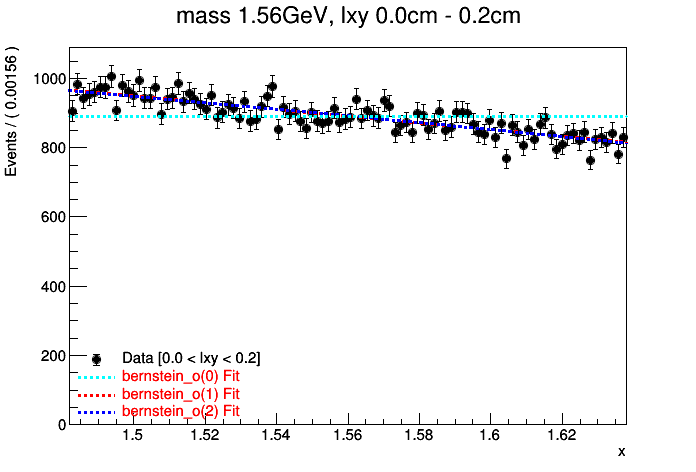 mass 1.56GeV, lxy 0.0cm - 0.2cm
Events / ( 0.00156 )
1000
800
600
400
200
0
Data [0.0 < lxy < 0.2]
bernstein_o(0) Fit
bernstein_o(1) Fit
bernstein_o(2) Fit
1.5 1.52 1.54 1.56 1.58 1.6 1.62
x